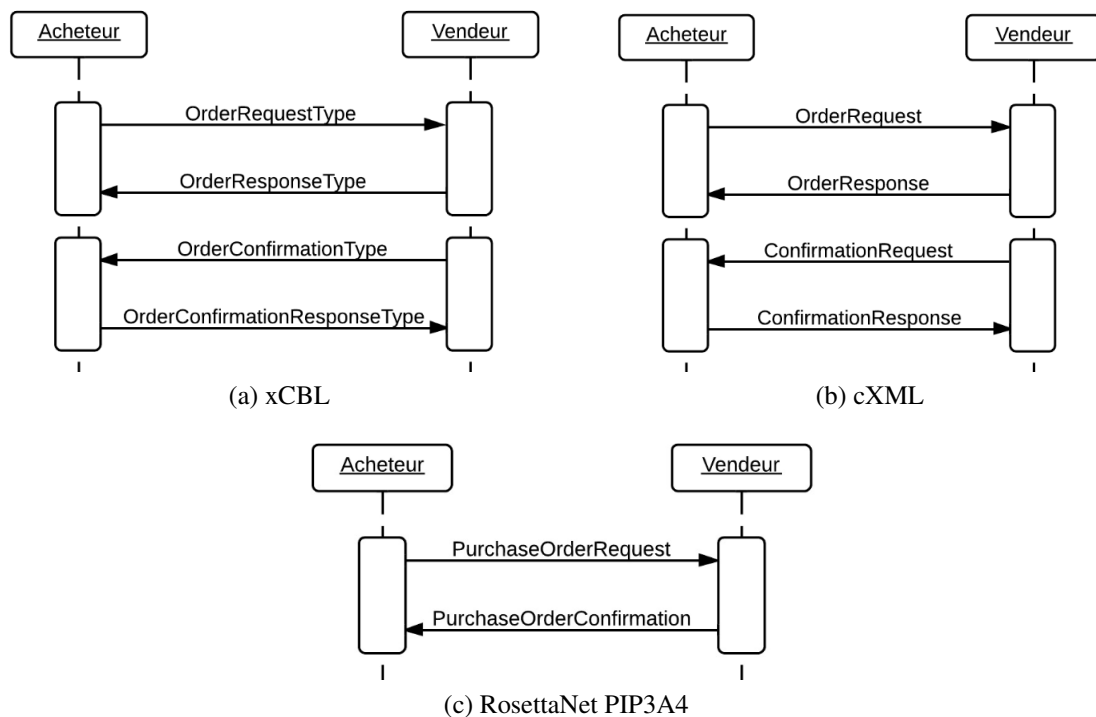 Acheteur
Vendeur
OrderRequestType
OrderResponseType
OrderConfirmationType
OrderConfirmationResponseType
(a) xCBL
Acheteur
Vendeur
OrderRequest
OrderResponse
ConfirmationRequest
ConfirmationResponse
(b) cXML
Acheteur
Vendeur
PurchaseOrderRequest
PurchaseOrderConfirmation
(c) RosettaNet PIP3A4